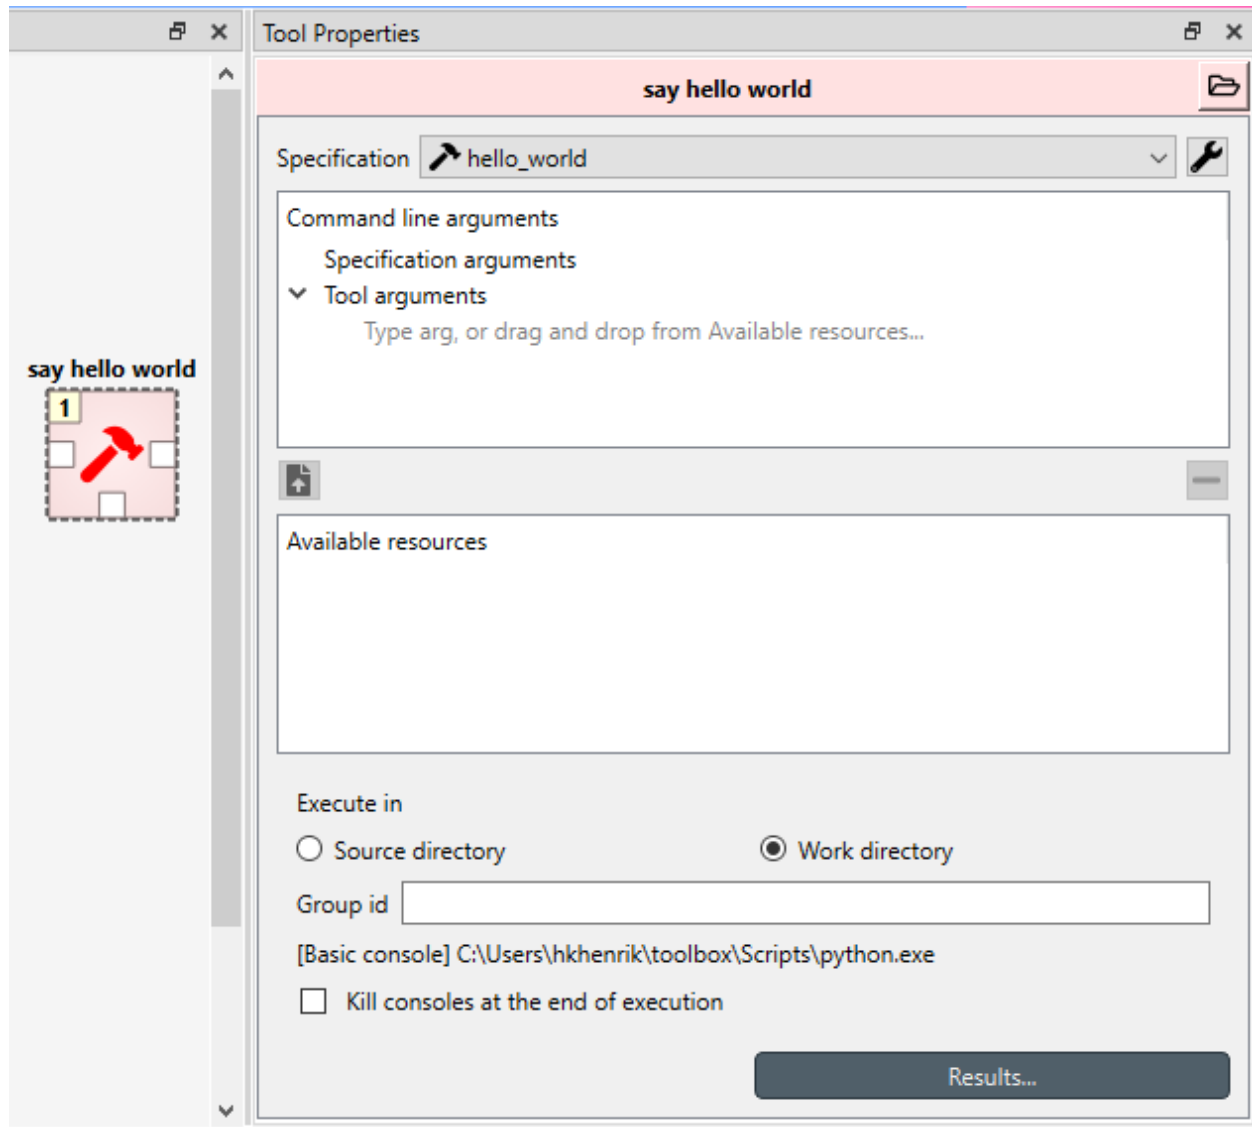 Tool Properties
say hello world
Specification hello_world
Command line arguments
Specification arguments
Tool arguments
Type arg, or drag and drop from Available resources...
say hello world
1
Available resources
Execute in
Source directory Work directory
Group id
[Basic console] C:\Users\hkhenrik\toolbox\Scripts\python.exe
Kill consoles at the end of execution
Results...